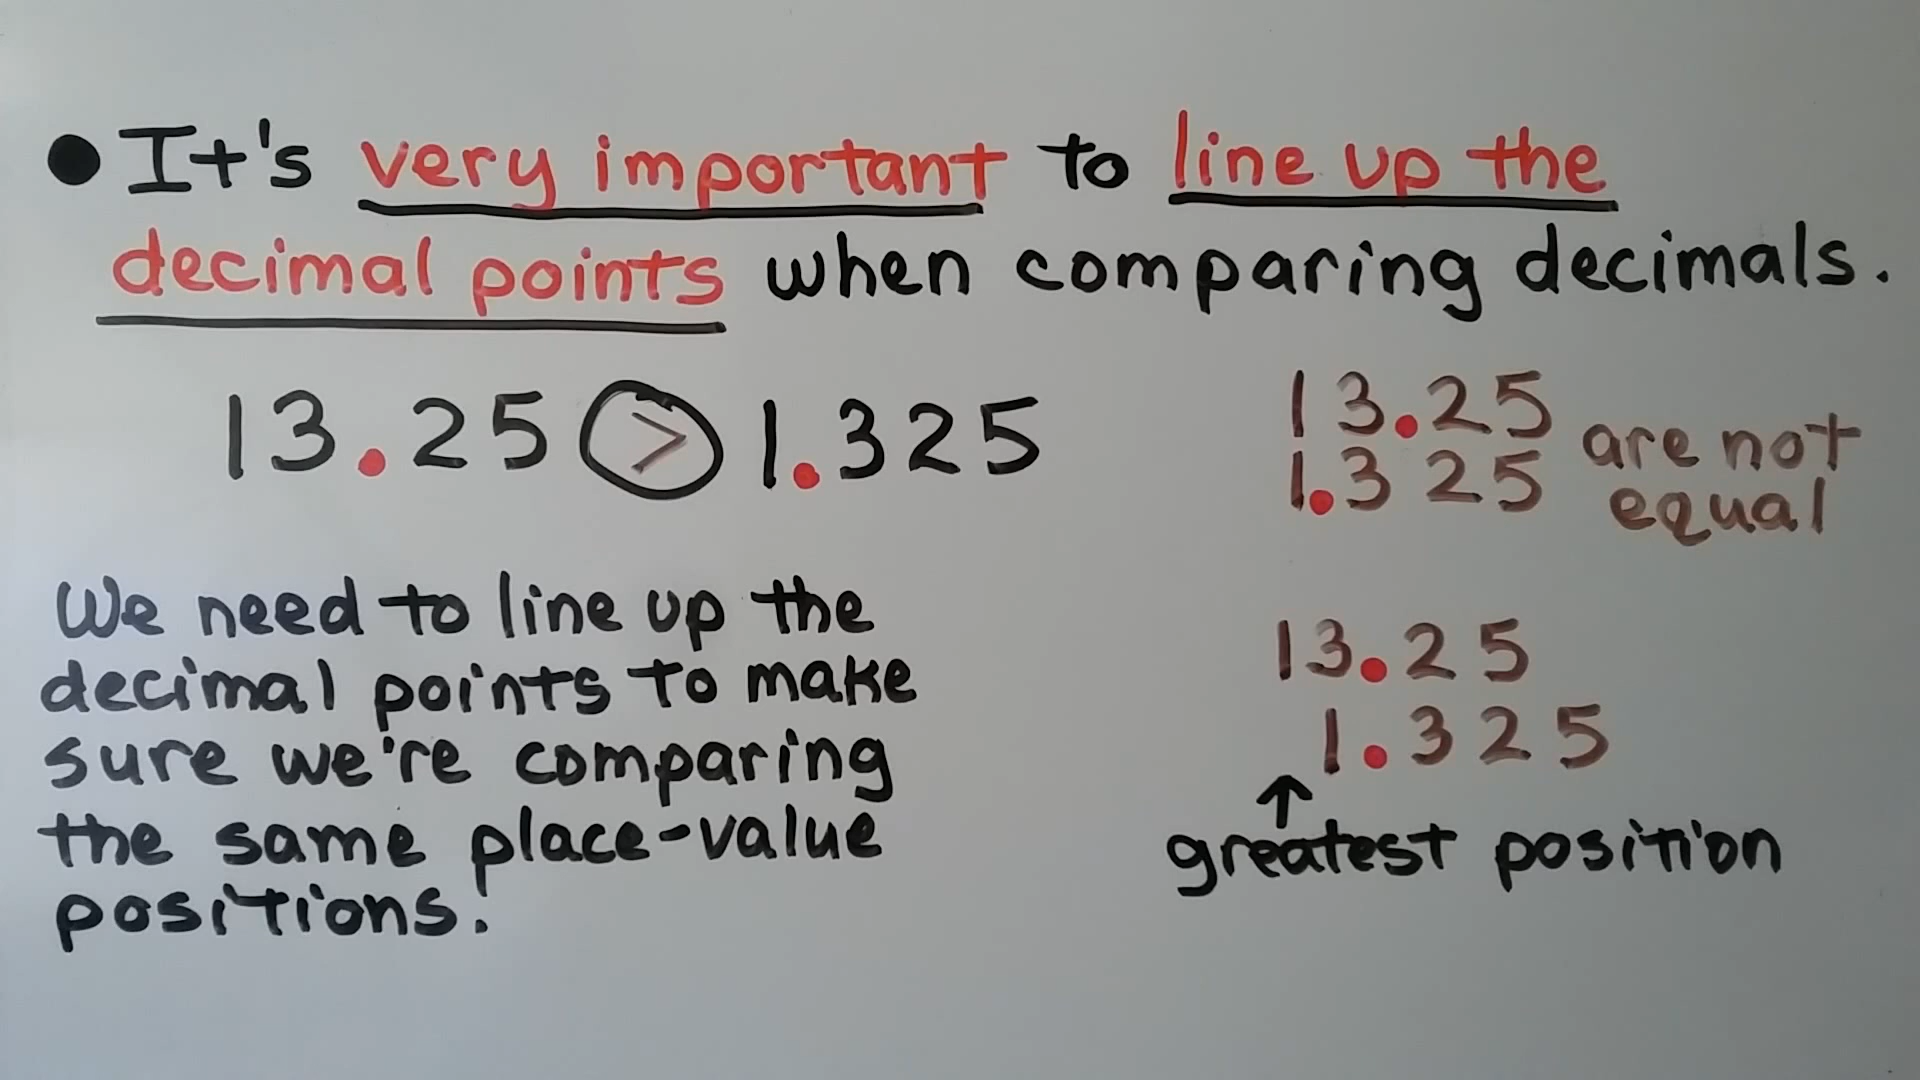 ● It's very important to line up the
decimal points when comparing decimals.
13.25 > 1.325
13.25
1.325
are not
equal
We need to line up the
decimal points to make
sure we're comparing
the same place-value
positions.
13.25
1.325
↑
greatest position